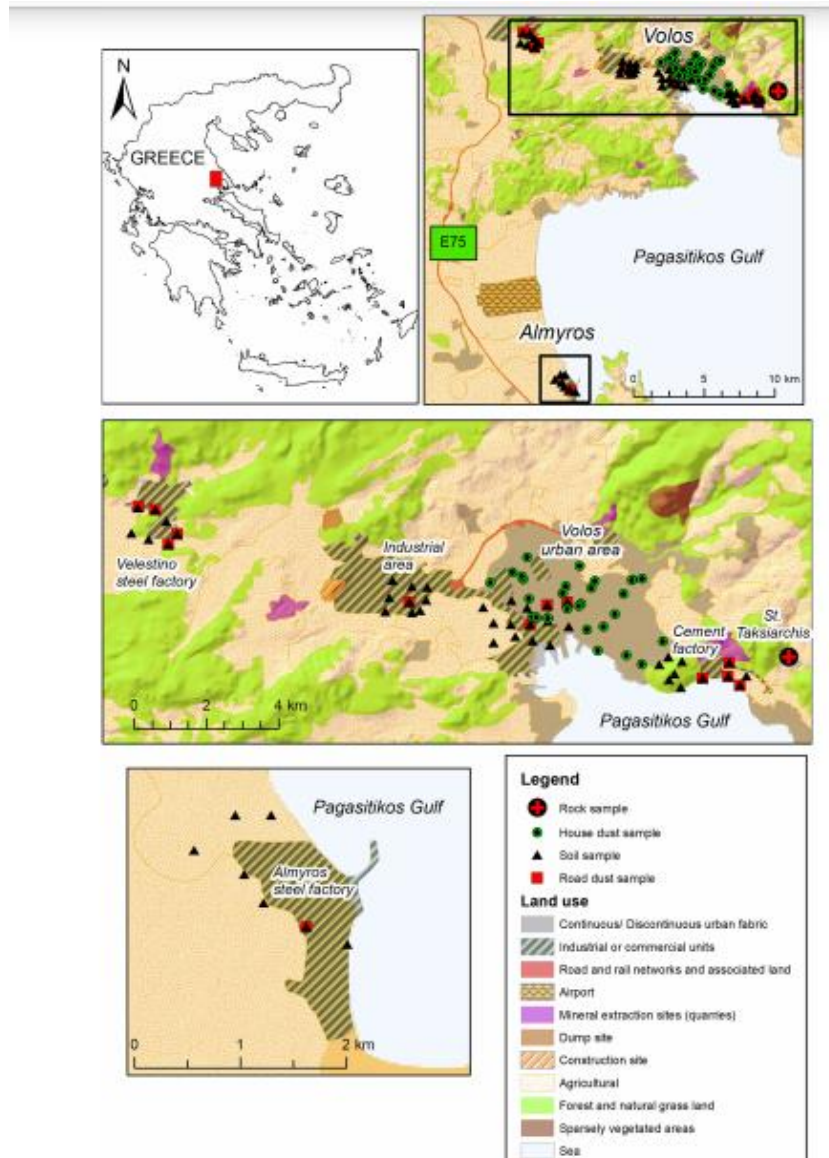 N
GREECE
Volos
E75
Pagasitikos Gulf
Almyros
0 5 10 km
Velestino
steel factory
Industrial
area
Volos
urban area
Cement
factory
St.
Taksiarchis
0 2 4 km
Pagasitikos Gulf
Pagasitikos Gulf
Almyros
steel factory
0 1 2 km
Legend
Rock sample
House dust sample
Soil sample
Road dust sample
Land use
Continuous/ Discontinuous urban fabric
Industrial or commercial units
Road and rail networks and associated land
Airport
Mineral extraction sites (quarries)
Dump site
Construction site
Agricultural
Forest and natural grass land
Sparsely vegetated areas
Sea